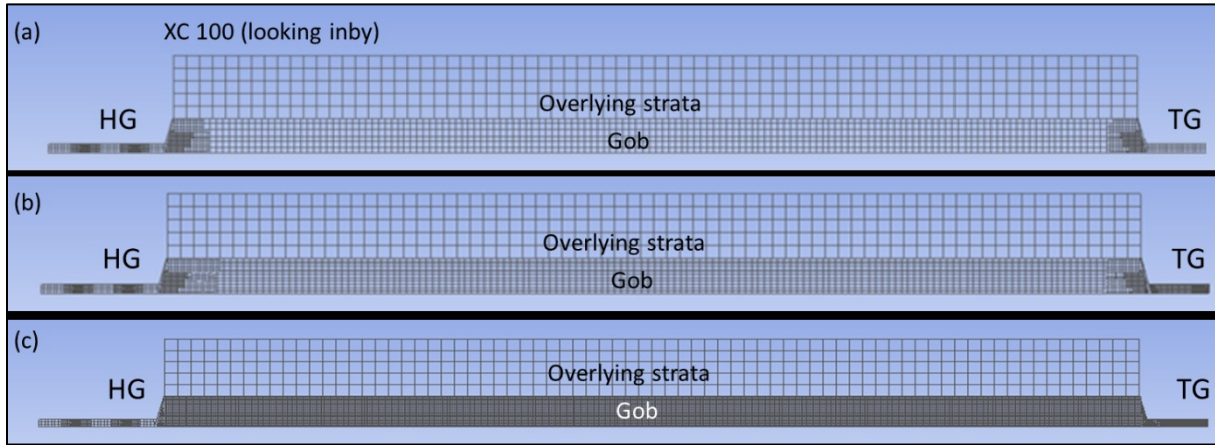 (a)
XC 100 (looking inby)
HG
Overlying strata
Gob
TG
(b)
HG
Overlying strata
Gob
TG
(c)
HG
Overlying strata
Gob
TG